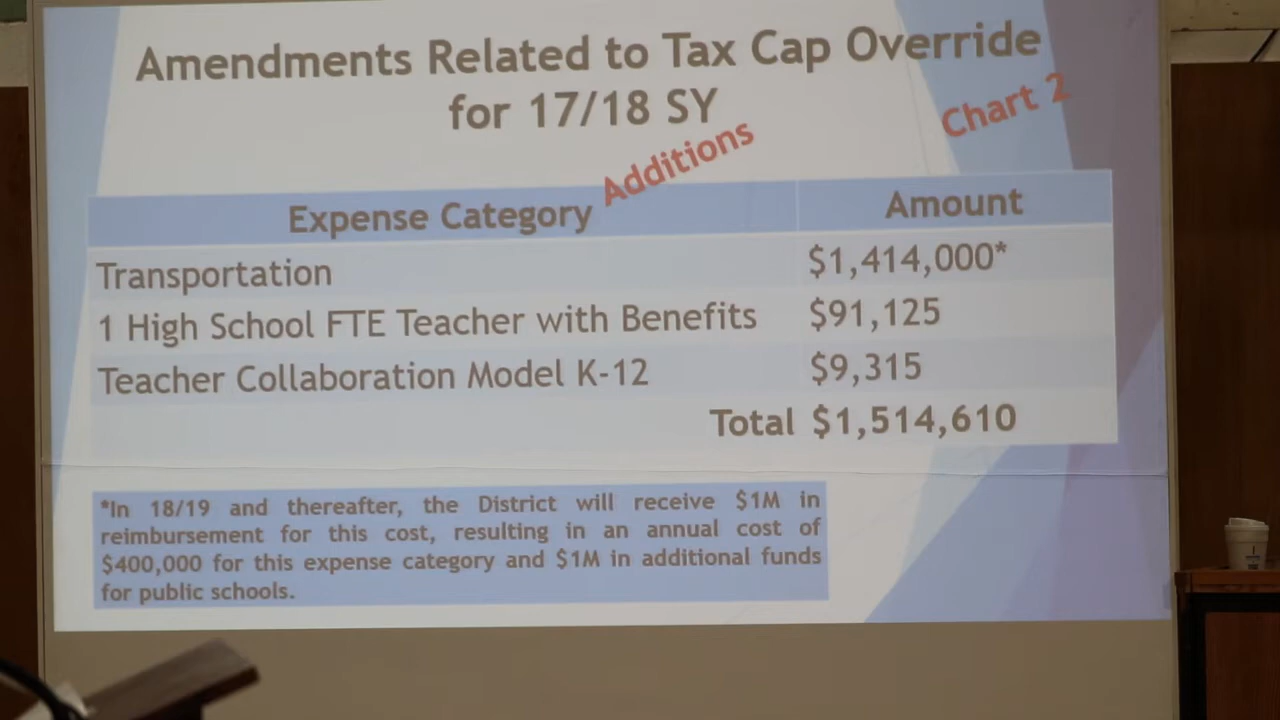 Amendments Related to Tax Cap Override
for 17/18 SY
Chart 2
Additions
Expense Category Amount
Transportation $1,414,000*
1 High School FTE Teacher with Benefits $91,125
Teacher Collaboration Model K-12 $9,315
Total $1,514,610
*In 18/19 and thereafter, the District will receive $1M in
reimbursement for this cost, resulting in an annual cost of
$400,000 for this expense category and $1M in additional funds
for public schools.